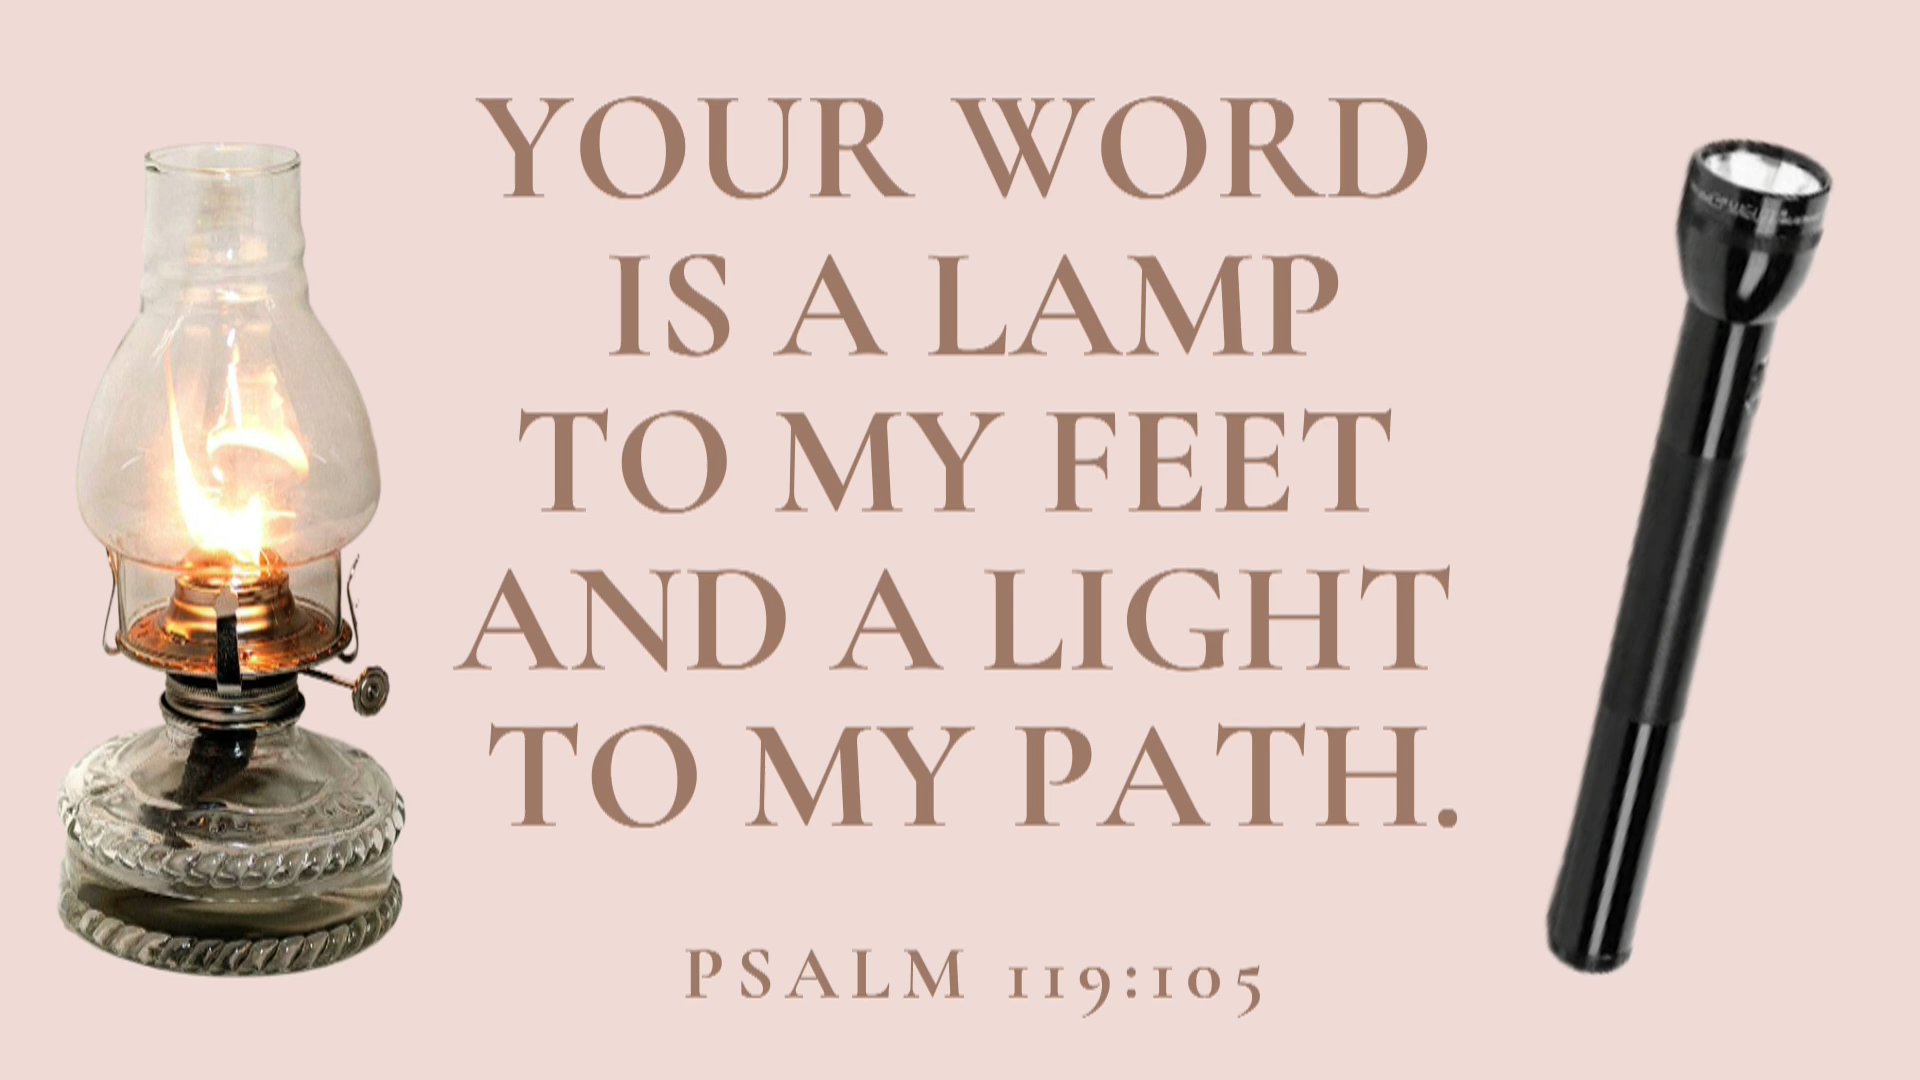 YOUR WORD
IS A LAMP
TO MY FEET
AND A LIGHT
TO MY PATH.
PSALM 119:105